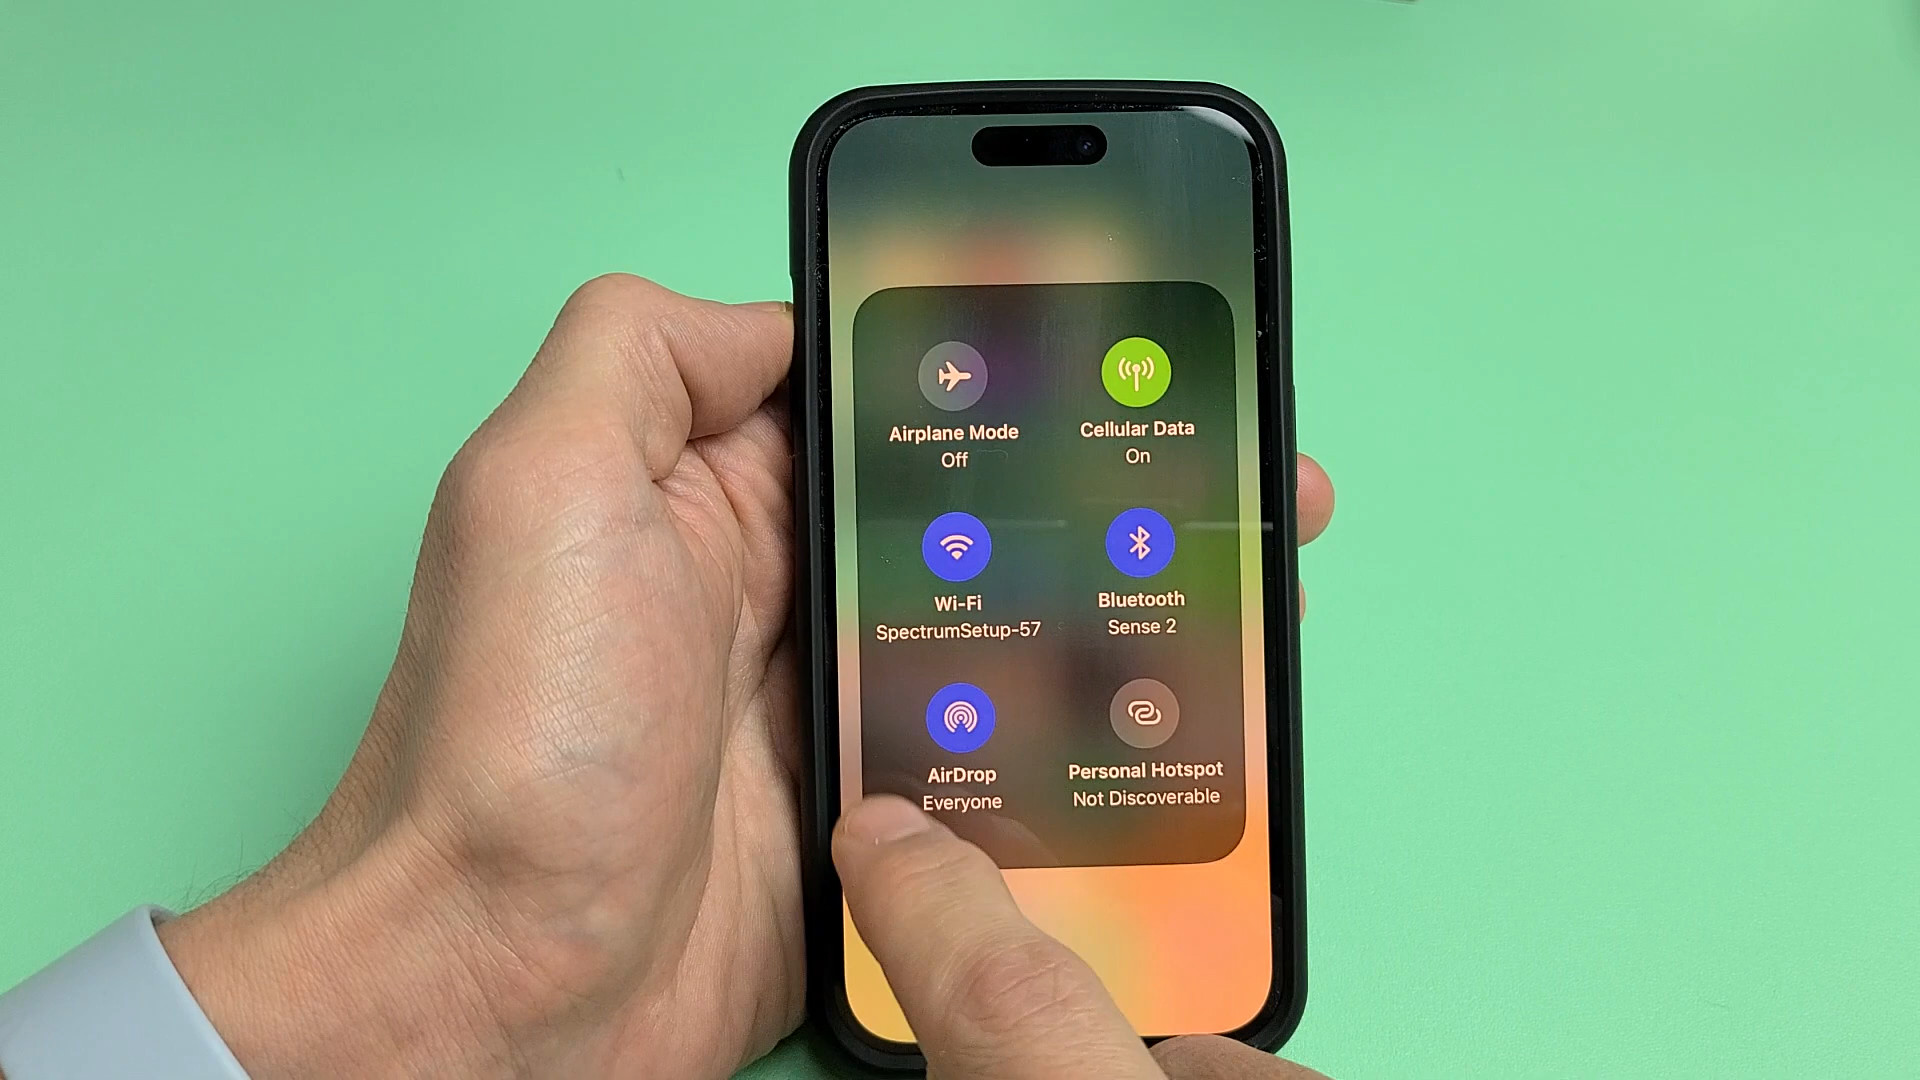 Airplane Mode
Off
Cellular Data
On
Wi-Fi
SpectrumSetup-57
Bluetooth
Sense 2
AirDrop
Everyone
Personal Hotspot
Not Discoverable